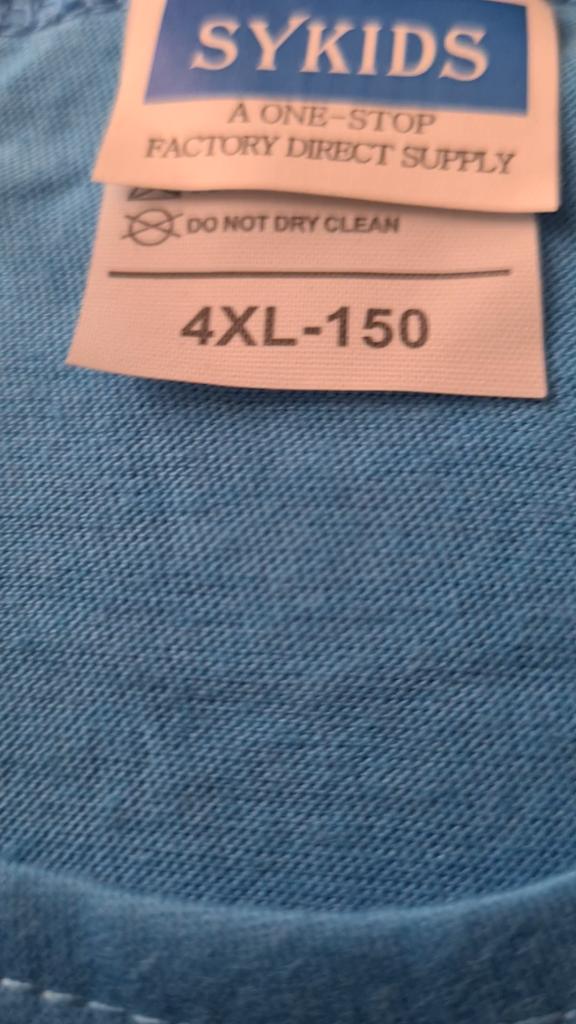 SYKIDS
A ONE-STOP
FACTORY DIRECT SUPPLY
DO NOT DRY CLEAN
4XL-150